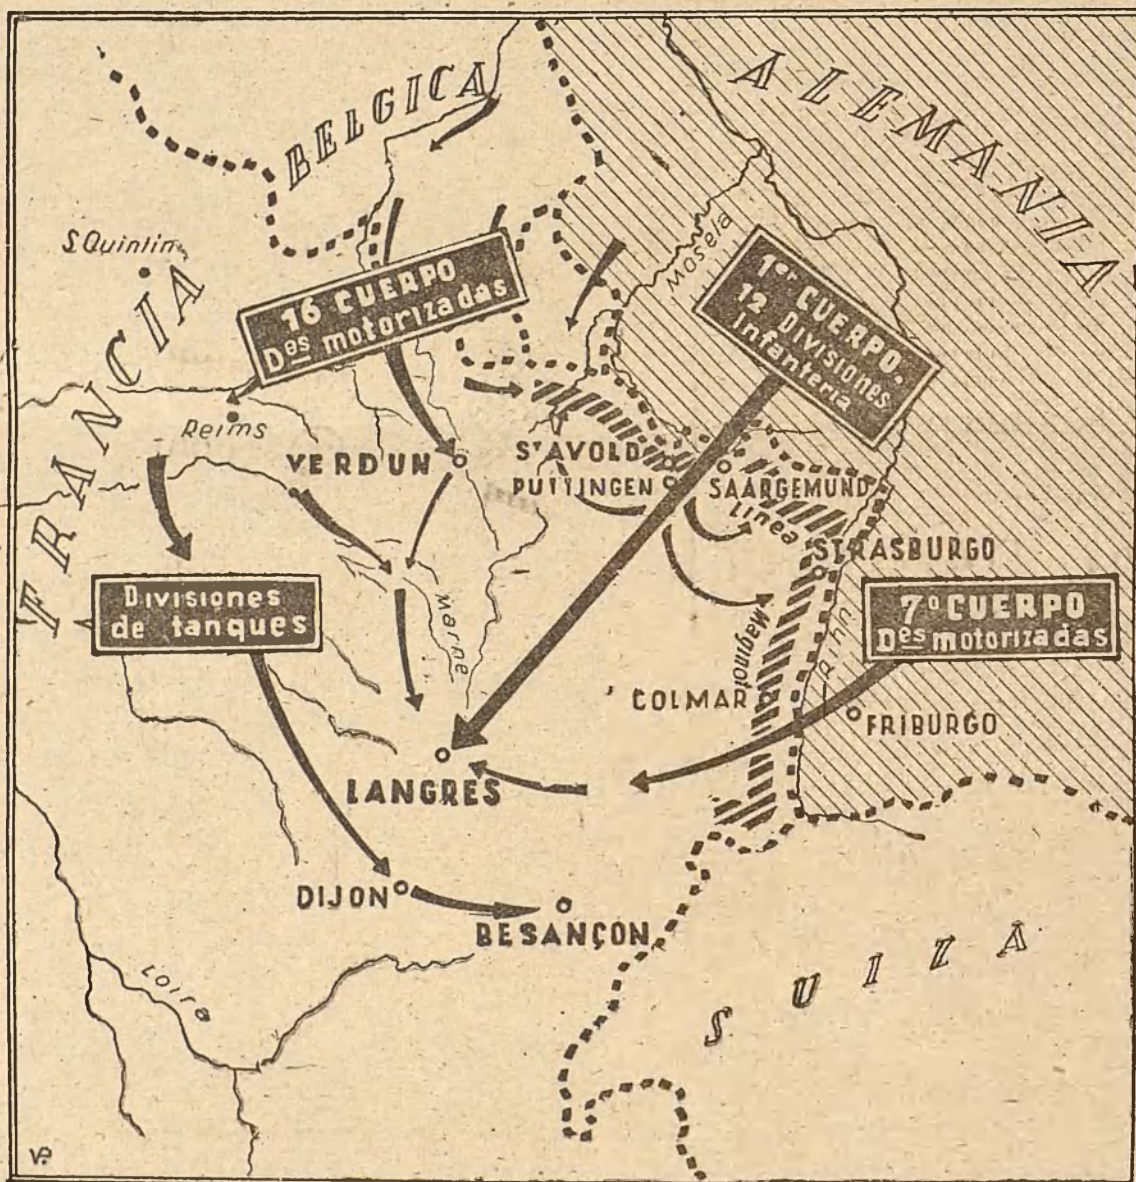 BELGICA
ALEMANIA
S. Quintin
FRANCIA
Mosela
16 CUERPO
Des motorizadas
1er CUERPO.
12 Divisiones
Infanteria
Reims
VERDUN
St AVOLD
PUTTINGEN
SAARGEMUND
Linea
Maginot
STRASBURGO
Divisiones
de tanques
Marne
7º CUERPO
Des motorizadas
Rihn
COLMAR
FRIBURGO
LANGRES
DIJON
BESANÇON
Loira
SUIZA
VP.